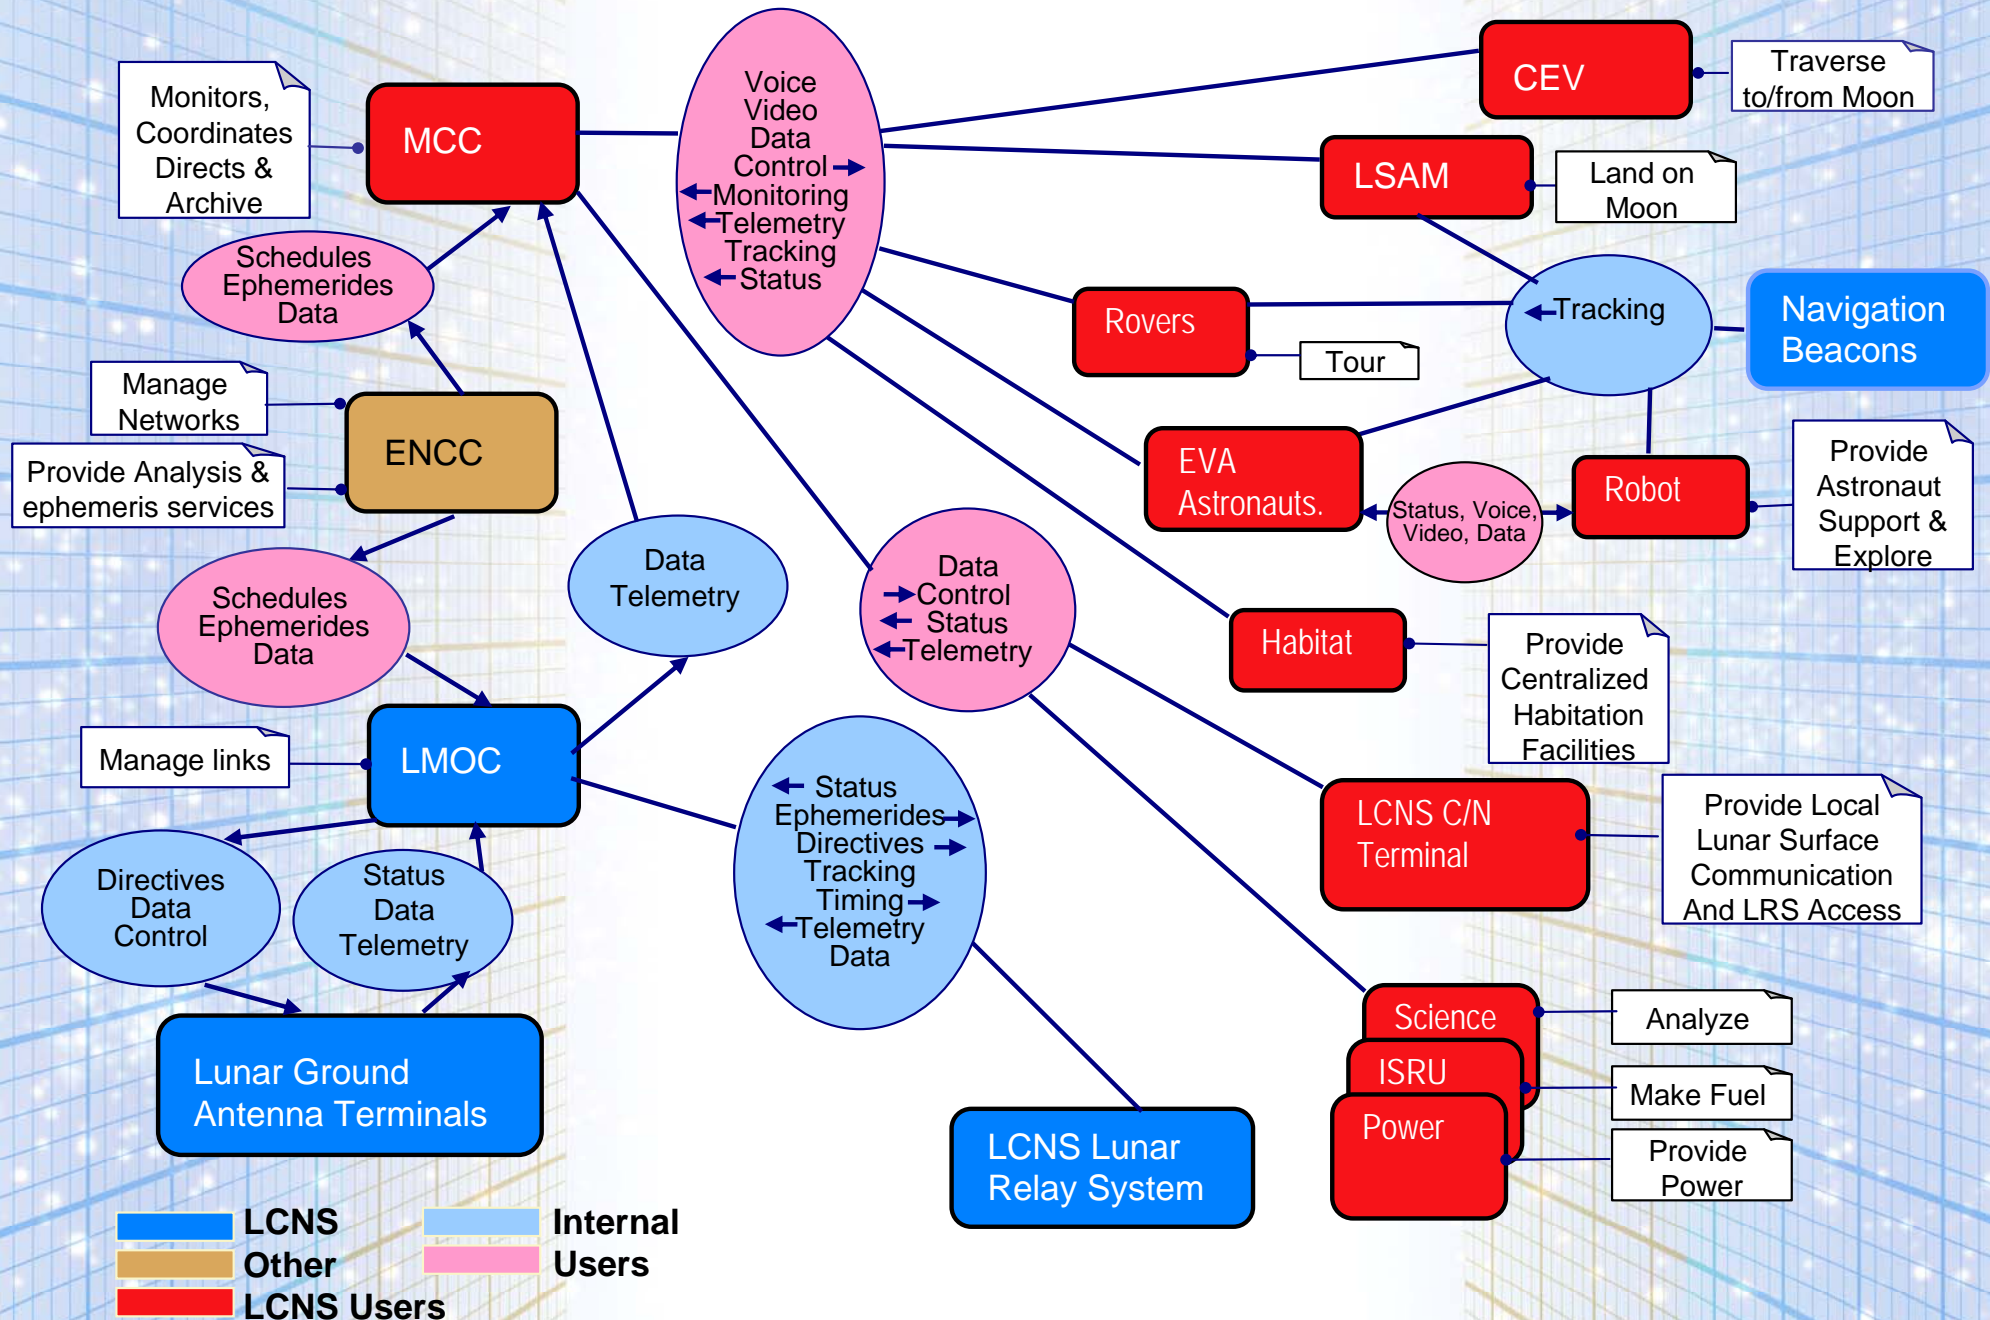 Monitors,
Coordinates
Directs &
Archive
MCC
Voice
Video
Data
Control
Monitoring
Telemetry
Tracking
Status
CEV
Traverse
to/from Moon
LSAM
Land on
Moon
Schedules
Ephemerides
Data
Rovers
Tour
Tracking
Navigation
Beacons
Manage
Networks
ENCC
Provide Analysis &
ephemeris services
EVA
Astronauts.
Status, Voice,
Video, Data
Robot
Provide
Astronaut
Support &
Explore
Schedules
Ephemerides
Data
Data
Telemetry
Data
Control
Status
Telemetry
Habitat
Provide
Centralized
Habitation
Facilities
Manage links
LMOC
Status
Ephemerides
Directives
Tracking
Timing
Telemetry
Data
LCNS C/N
Terminal
Provide Local
Lunar Surface
Communication
And LRS Access
Directives
Data
Control
Status
Data
Telemetry
Science
Analyze
ISRU
Make Fuel
Power
Provide
Power
Lunar Ground
Antenna Terminals
LCNS Lunar
Relay System
LCNS
Other
LCNS Users
Internal
Users